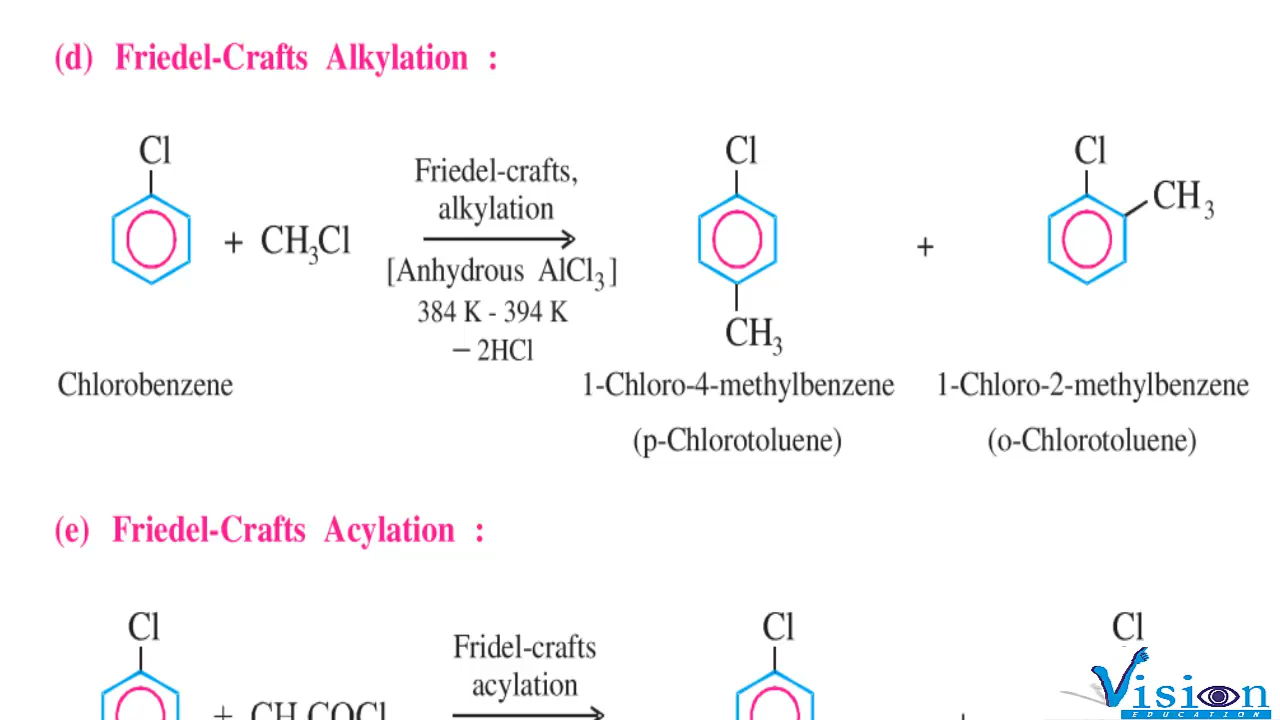 (d) Friedel-Crafts Alkylation :
Cl
Friedel-crafts,
alkylation
+ CH3Cl
[Anhydrous AlCl3]
384 K - 394 K
– 2HCl
Cl
CH3
+
Cl
CH3
Chlorobenzene
1-Chloro-4-methylbenzene
1-Chloro-2-methylbenzene
(p-Chlorotoluene)
(o-Chlorotoluene)
(e) Friedel-Crafts Acylation :
Cl
Fridel-crafts
acylation
+ CH COCl
Cl
+
Cl
Vision
EDUCATION